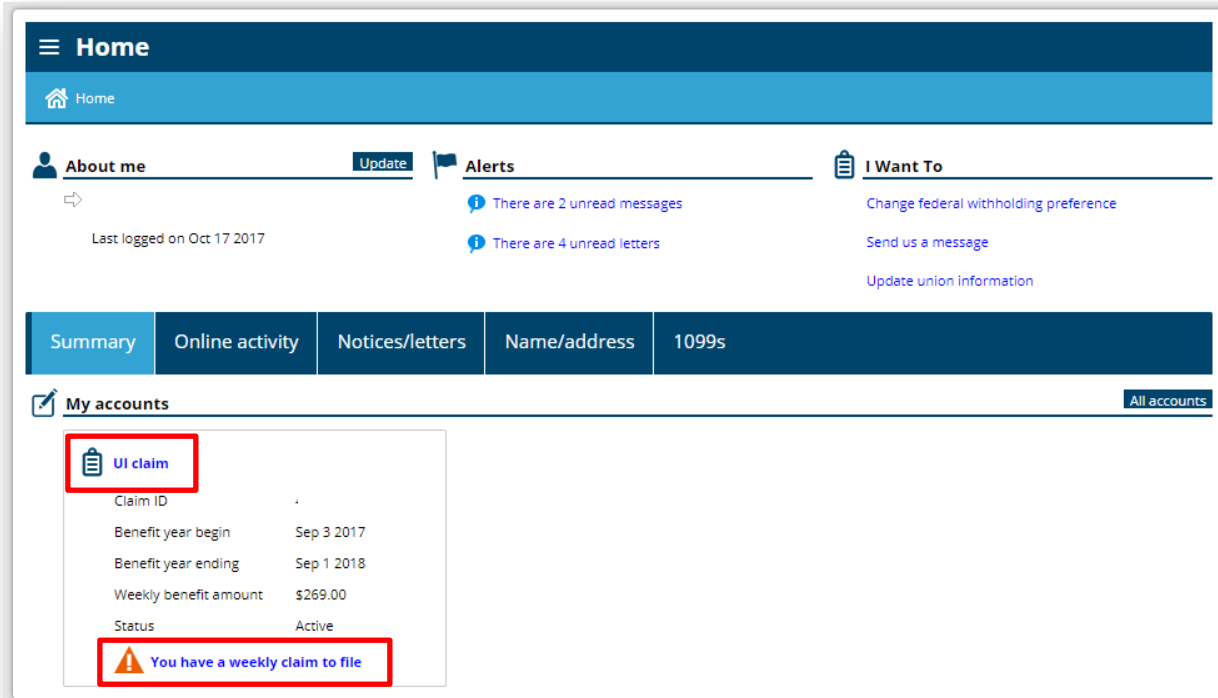 Home
Home
About me
Update
Last logged on Oct 17 2017
Alerts
There are 2 unread messages
There are 4 unread letters
I Want To
Change federal withholding preference
Send us a message
Update union information
Summary Online activity Notices/letters Name/address 1099s
My accounts
All accounts
UI claim
Claim ID
Benefit year begin Sep 3 2017
Benefit year ending Sep 1 2018
Weekly benefit amount $269.00
Status Active
You have a weekly claim to file